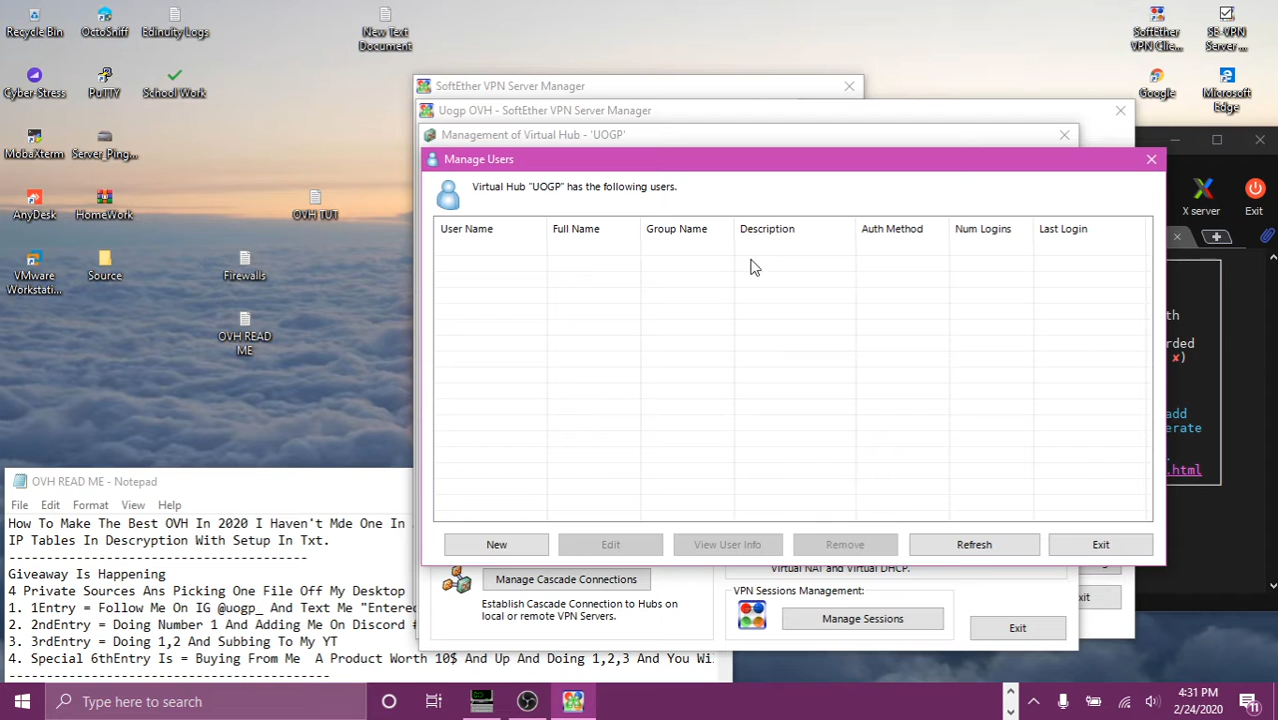 Recycle Bin
OctoSniff
Edinuity Logs
New Text
Document
SoftEther
VPN Clie...
SE-VPN
Server ...
Cyber-Stress
PuTTY
School Work
Google
Microsoft
Edge
MobaXterm
Server_Ping...
AnyDesk
HomeWork
OVH TUT
VMware
Workstati...
Source
Firewalls
OVH READ
ME
SoftEther VPN Server Manager
Uogp OVH - SoftEther VPN Server Manager
Management of Virtual Hub - 'UOGP'
Manage Users
Virtual Hub "UOGP" has the following users.
User Name Full Name Group Name Description Auth Method Num Logins Last Login
New Edit View User Info Remove Refresh Exit
X server Exit
th
rded
✘)
add
erate
.
.html
Manage Cascade Connections
Establish Cascade Connection to Hubs on
local or remote VPN Servers.
Virtual NAT and Virtual DHCP.
VPN Sessions Management:
Manage Sessions
Exit
xit
OVH READ ME - Notepad
File Edit Format View Help
How To Make The Best OVH In 2020 I Haven't Mde One In
IP Tables In Descryption With Setup In Txt.
----------------------------------
Giveaway Is Happening
4 Private Sources Ans Picking One File Off My Desktop
1. 1Entry = Follow Me On IG @uogp_ And Text Me "Entered
2. 2ndEntry = Doing Number 1 And Adding Me On Discord #
3. 3rdEntry = Doing 1,2 And Subbing To My YT
4. Special 6thEntry Is = Buying From Me A Product Worth 10$ And Up And Doing 1,2,3 And You Wi
----------------------------------
Type here to search
4:31 PM
2/24/2020
11